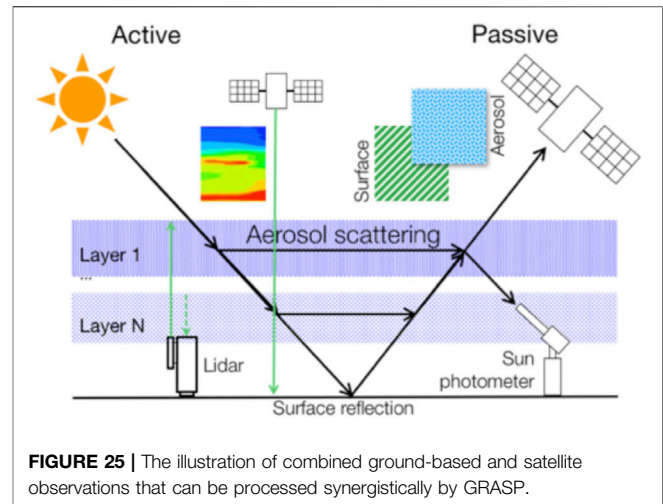 Active
Passive
Surface
Aerosol
Aerosol scattering
Layer 1
...
Layer N
Lidar
Sun
photometer
Surface reflection
FIGURE 25 | The illustration of combined ground-based and satellite
observations that can be processed synergistically by GRASP.